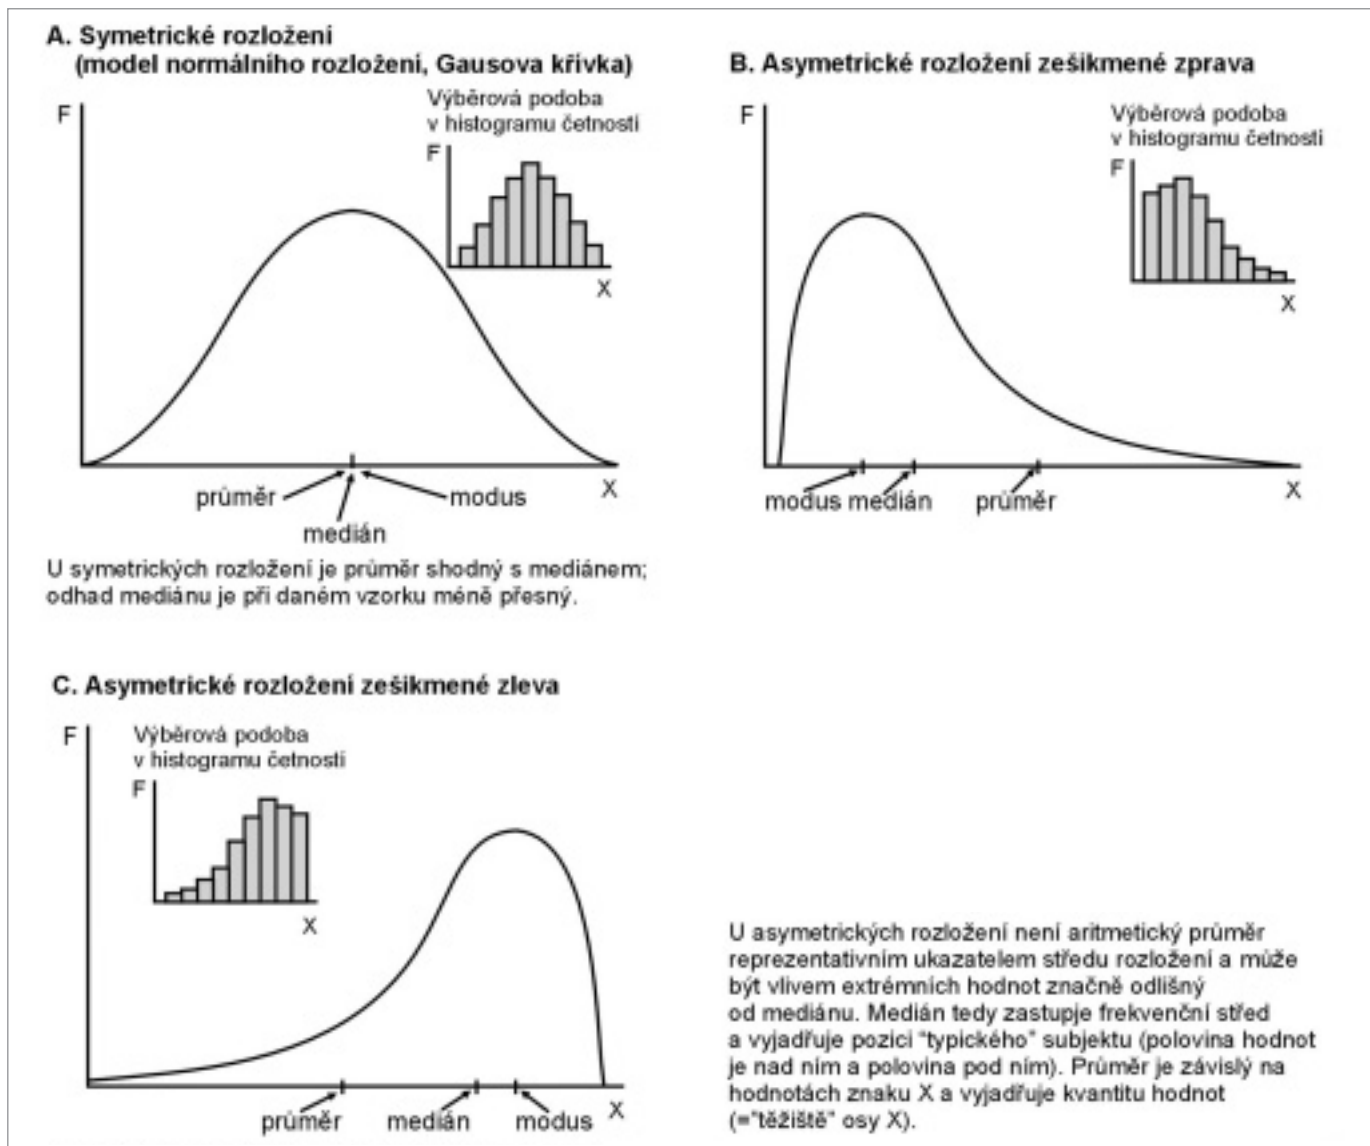 A. Symetrické rozložení
(model normálního rozložení, Gausova křivka)
F
Výběrová podoba
v histogramu četností
F
X
průměr
modus
X
medián
U symetrických rozložení je průměr shodný s mediánem;
odhad mediánu je při daném vzorku méně přesný.
B. Asymetrické rozložení zešikmené zprava
F
Výběrová podoba
v histogramu četností
F
X
modus medián průměr
X
C. Asymetrické rozložení zešikmené zleva
F
Výběrová podoba
v histogramu četností
F
X
průměr medián modus
X
U asymetrických rozložení není aritmetický průměr
reprezentativním ukazatelem středu rozložení a může
být vlivem extrémních hodnot značně odlišný
od mediánu. Medián tedy zastupje frekvenční střed
a vyjadřuje pozici "typického" subjektu (polovina hodnot
je nad ním a polovina pod ním). Průměr je závislý na
hodnotách znaku X a vyjadřuje kvantitu hodnot
(="těžiště" osy X).